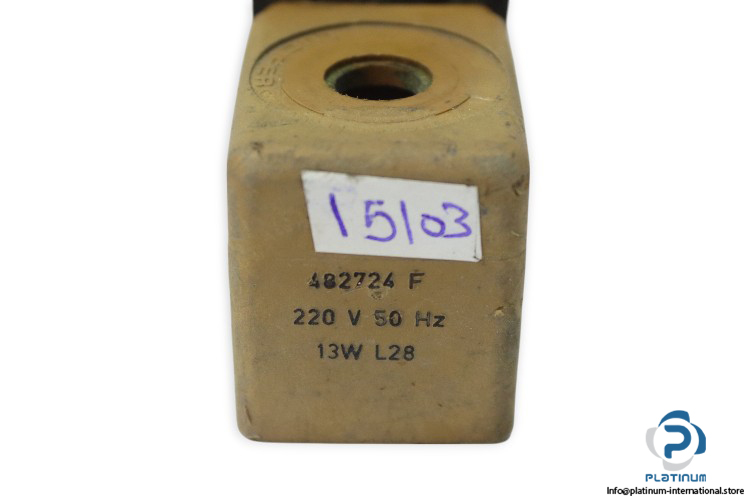 15/03
482724 F
220 V 50 Hz
13W L28
PLATINUM
Info@platinum-international.store